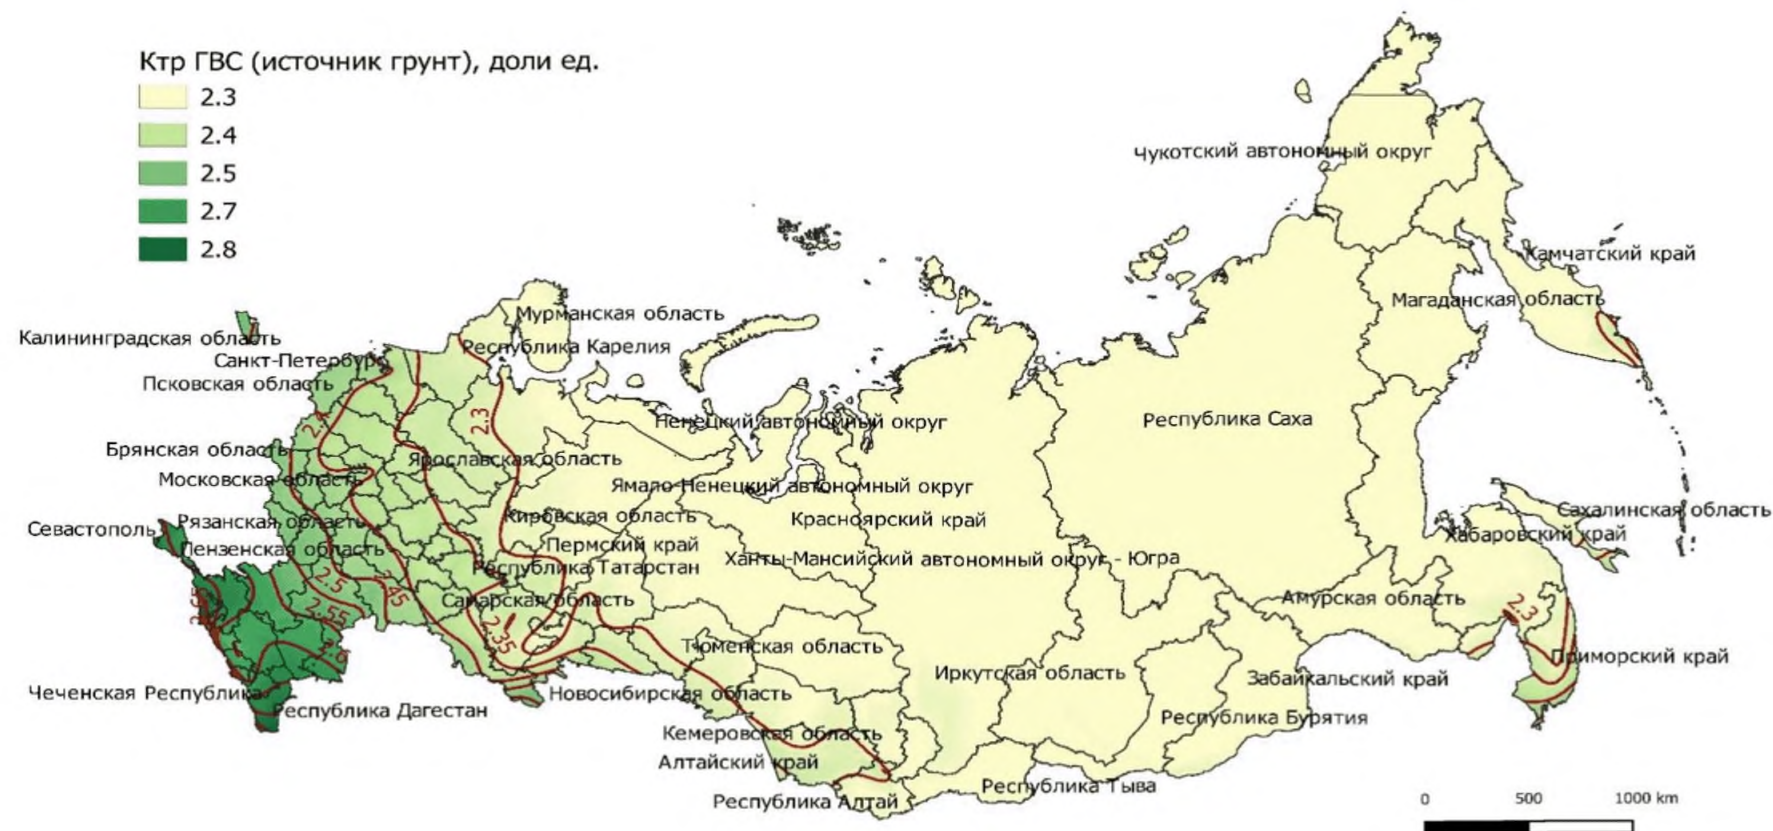 Ктр ГВС (источник грунт), доли ед.
2.3
2.4
2.5
2.7
2.8
Чукотский автономный округ
Камчатский край
Магаданская область
Мурманская область
Калининградская область
Республика Карелия
Санкт-Петербург
Псковская область
Республика Саха
Ненецкий автономный округ
2.3
2.4
Брянская область
Ярославская область
Московская область
Ямало-Ненецкий автономный округ
Сахалинская область
Рязанская область
Кировская область
Красноярский край
Севастополь
Хабаровский край
Пензенская область
Пермский край
Ханты-Мансийский автономный округ - Югра
Республика Татарстан
2.5
2.55
2.45
Самарская область
Амурская область
2.3
2.35
Тюменская область
Приморский край
2.6
Иркутская область
Забайкальский край
Чеченская Республика
Новосибирская область
Республика Дагестан
Республика Бурятия
Кемеровская область
Алтайский край
Республика Тыва
Республика Алтай
0 500 1000 km